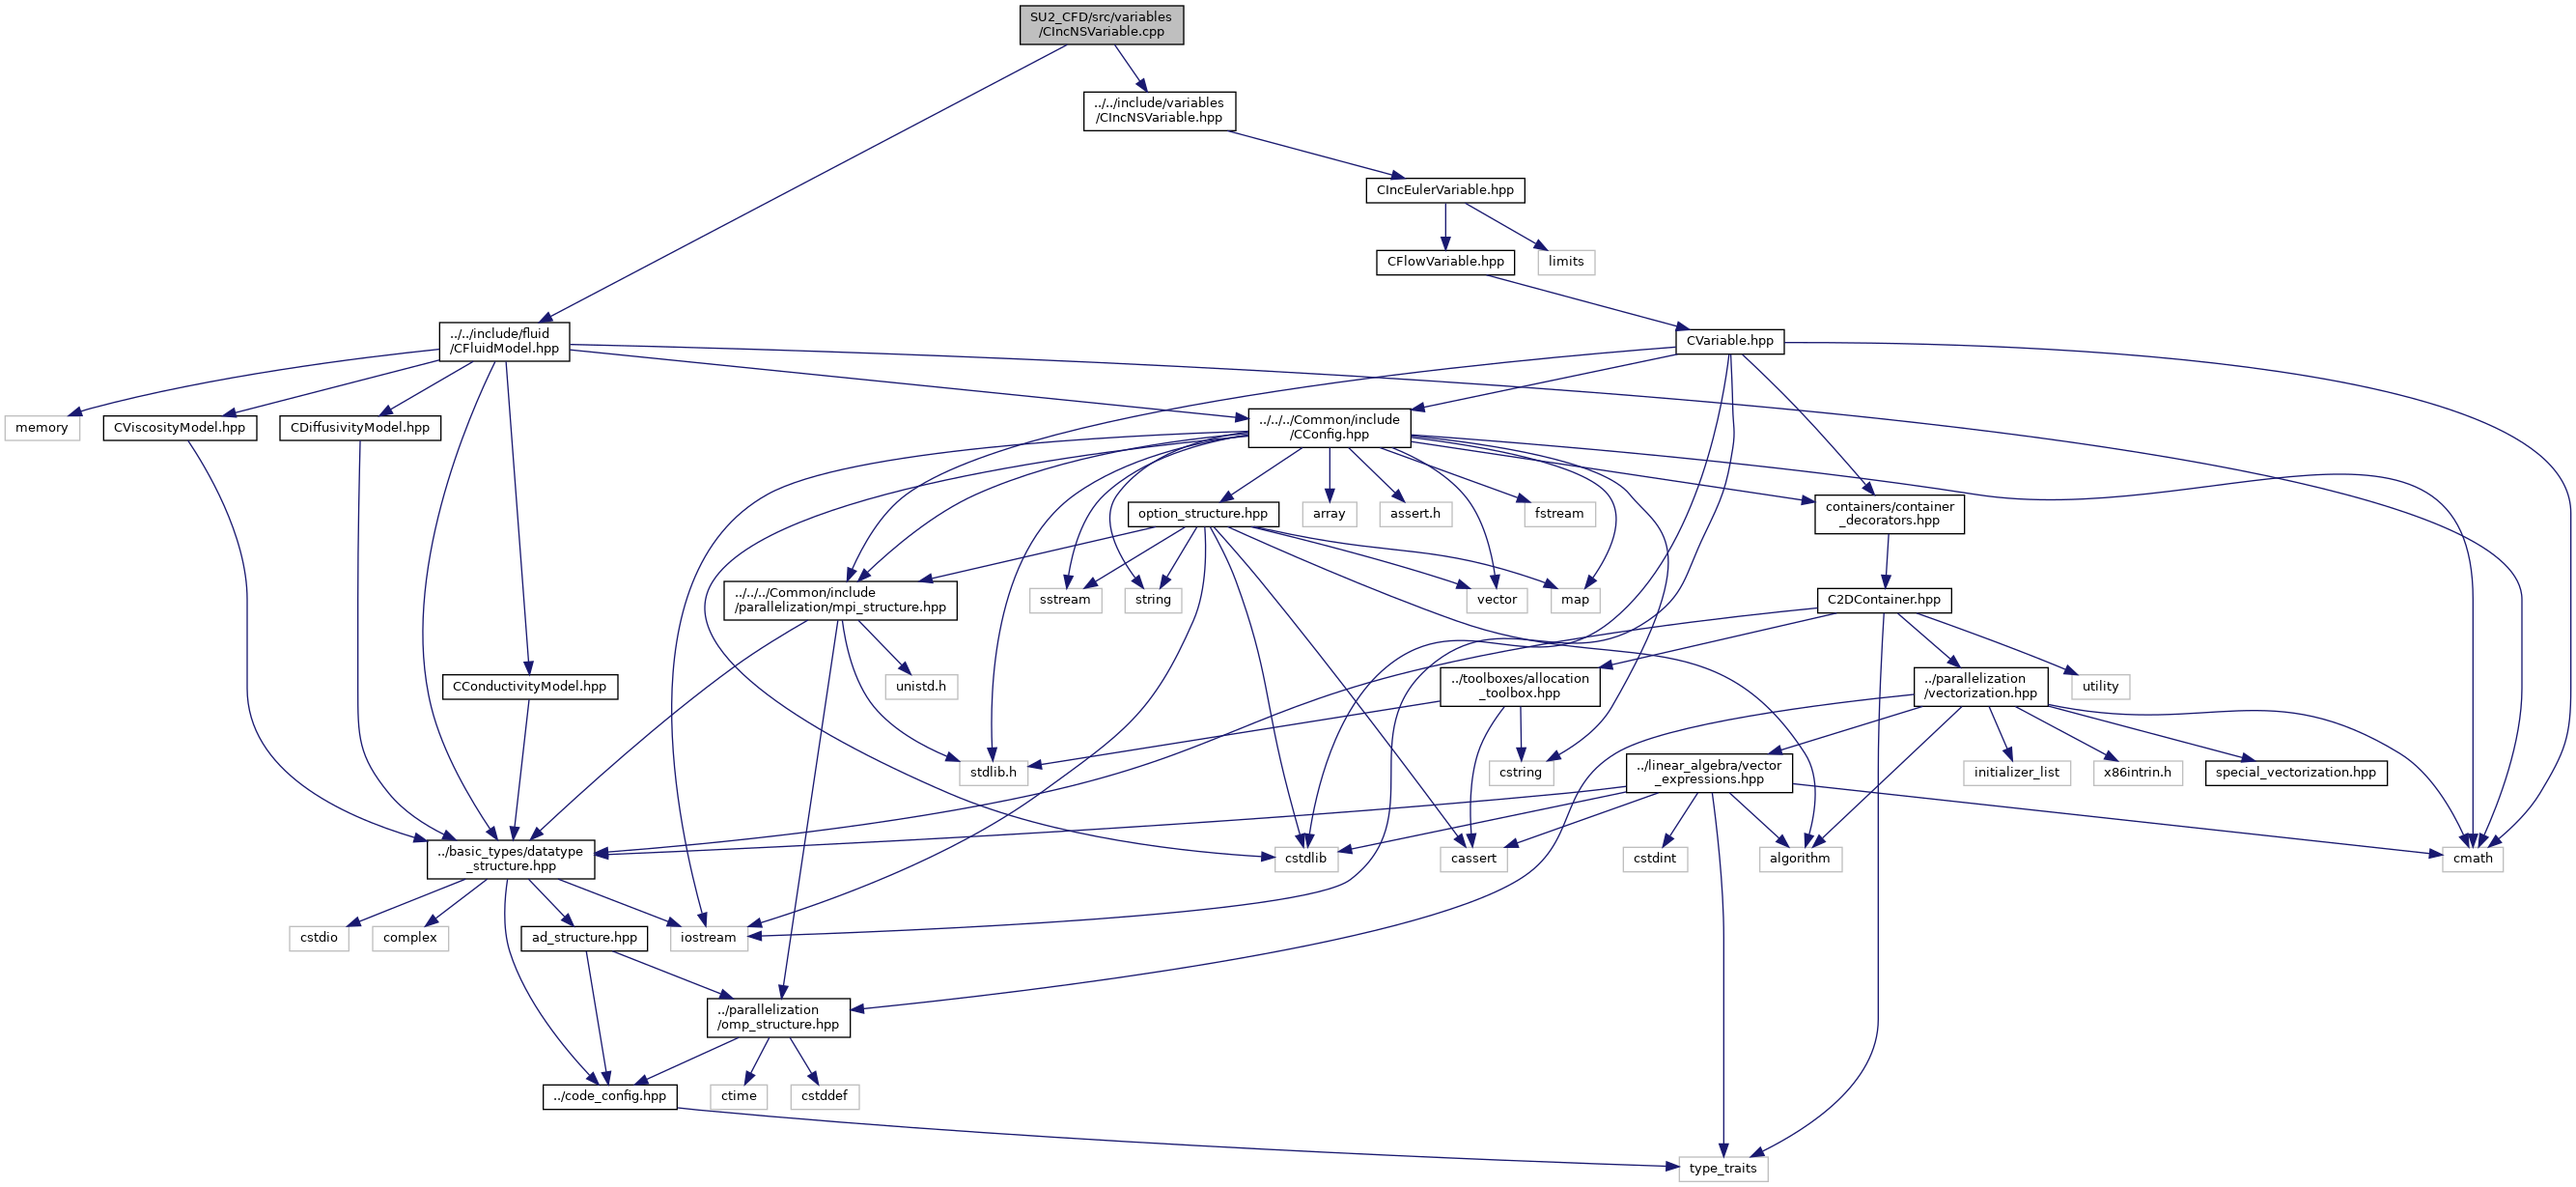 SU2_CFD/src/variables
/CIncNSVariable.cpp
../../include/variables
/CIncNSVariable.hpp
CIncEulerVariable.hpp
CFlowVariable.hpp
limits
../../include/fluid
/CFluidModel.hpp
CVariable.hpp
memory
CViscosityModel.hpp
CDiffusivityModel.hpp
../../../Common/include
/CConfig.hpp
option_structure.hpp
array
assert.h
fstream
containers/container
_decorators.hpp
../../../Common/include
/parallelization/mpi_structure.hpp
sstream
string
vector
map
C2DContainer.hpp
CConductivityModel.hpp
unistd.h
../toolboxes/allocation
_toolbox.hpp
../parallelization
/vectorization.hpp
utility
stdlib.h
cstring
../linear_algebra/vector
_expressions.hpp
initializer_list
x86intrin.h
special_vectorization.hpp
../basic_types/datatype
_structure.hpp
cstdlib
cassert
cstdint
algorithm
cmath
cstdio
complex
ad_structure.hpp
iostream
../parallelization
/omp_structure.hpp
../code_config.hpp
ctime
cstddef
type_traits